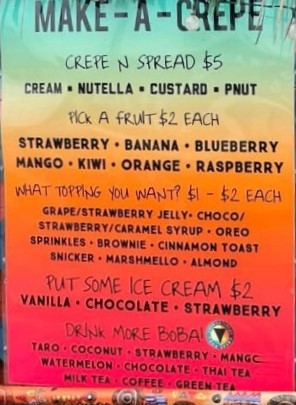 MAKE-A-CREPE
CREPE N SPREAD $5
CREAM • NUTELLA • CUSTARD • PNUT
PICK A FRUIT $2 EACH
STRAWBERRY • BANANA • BLUEBERRY
MANGO • KIWI • ORANGE • RASPBERRY
WHAT TOPPING YOU WANT? $1 - $2 EACH
GRAPE/STRAWBERRY JELLY • CHOCO/
STRAWBERRY/CARAMEL SYRUP • OREO
SPRINKLES • BROWNIE • CINNAMON TOAST
SNICKER • MARSHMELLO • ALMOND
PUT SOME ICE CREAM $2
VANILLA • CHOCOLATE • STRAWBERRY
DRINK MORE BOBA!
TARO • COCONUT • STRAWBERRY • MANGO
WATERMELON • CHOCOLATE • THAI TEA
MILK TEA • COFFEE • GREEN TEA